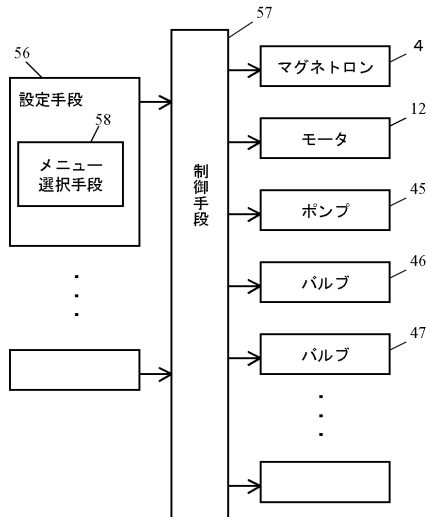 56
設定手段
58
メニュー
選択手段
57
制御手段
マグネトロン
4
モータ
12
ポンプ
45
バルブ
46
バルブ
47